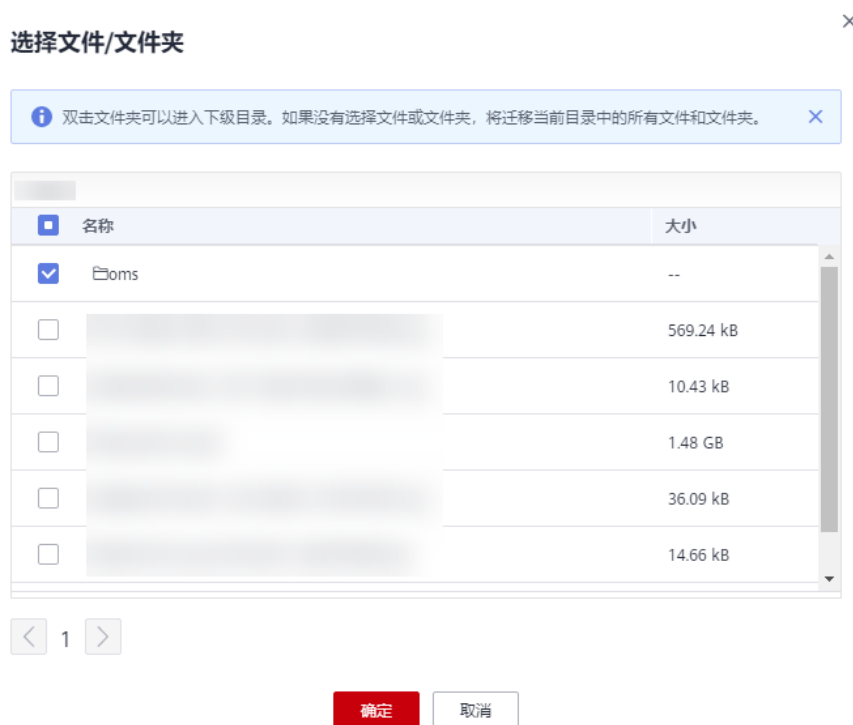 选择文件/文件夹
双击文件夹可以进入下级目录。如果没有选择文件或文件夹，将迁移当前目录中的所有文件和文件夹。
名称 大小
oms --
569.24 kB
10.43 kB
1.48 GB
36.09 kB
14.66 kB
1
确定 取消